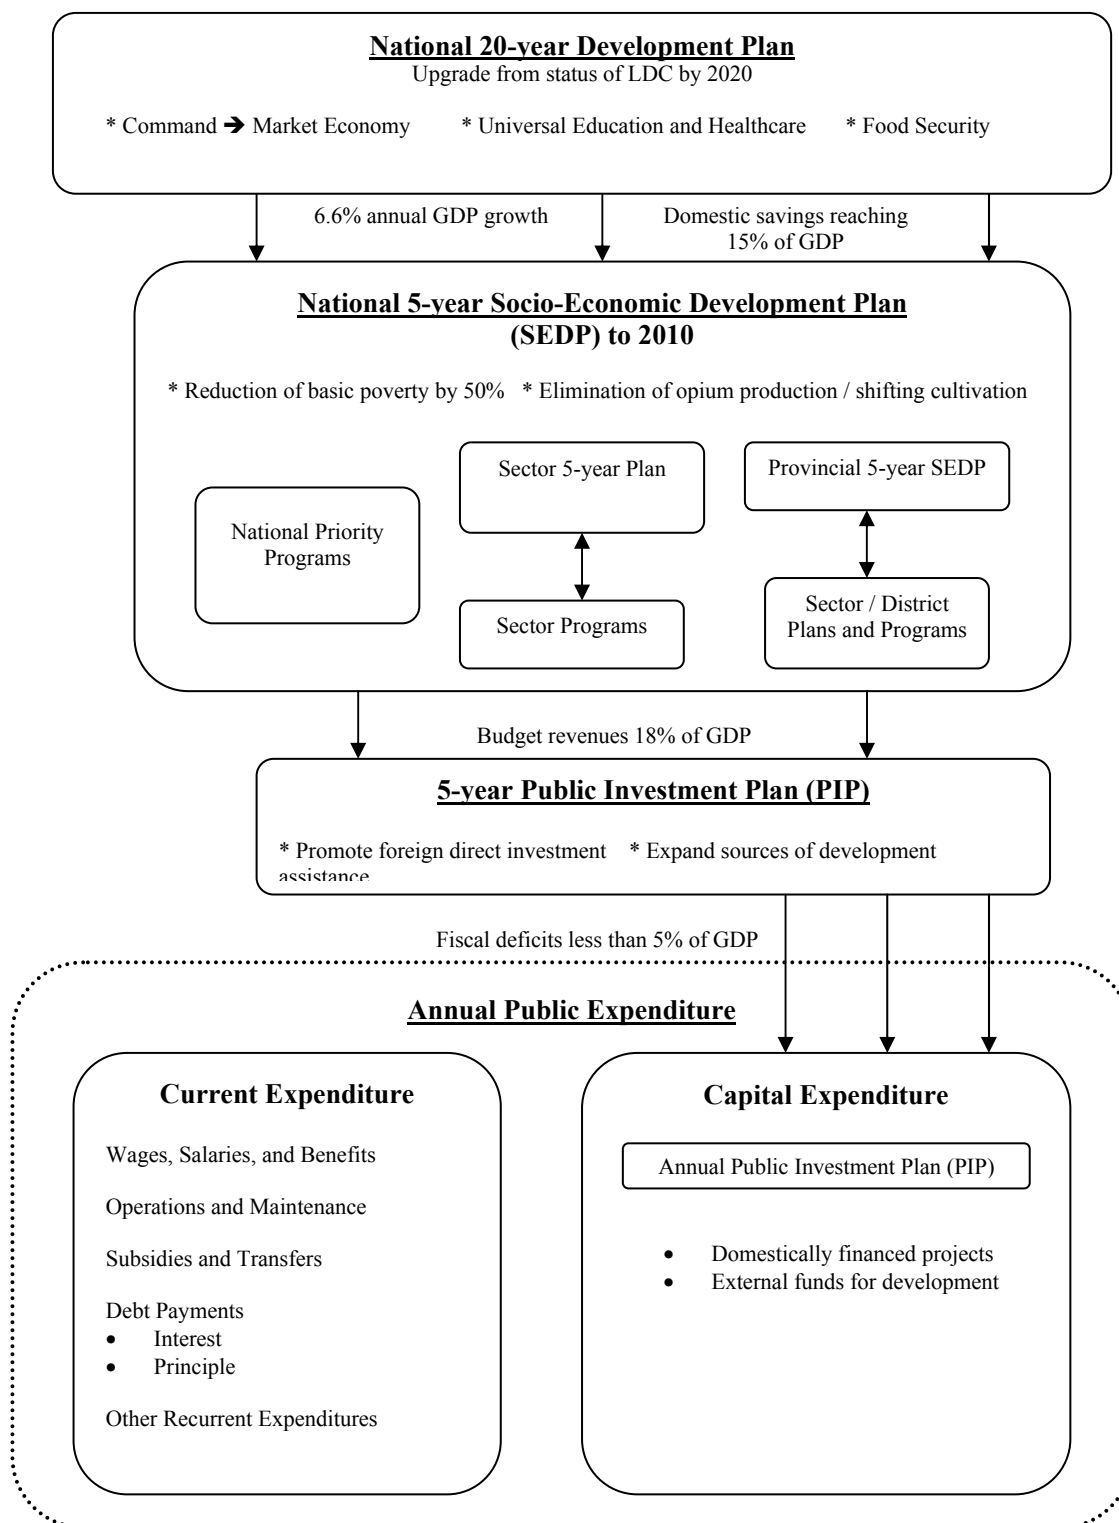 National 20-year Development Plan
Upgrade from status of LDC by 2020
* Command ➔ Market Economy * Universal Education and Healthcare * Food Security
6.6% annual GDP growth
Domestic savings reaching
15% of GDP
National 5-year Socio-Economic Development Plan
(SEDP) to 2010
* Reduction of basic poverty by 50% * Elimination of opium production / shifting cultivation
National Priority
Programs
Sector 5-year Plan
Sector Programs
Provincial 5-year SEDP
Sector / District
Plans and Programs
Budget revenues 18% of GDP
5-year Public Investment Plan (PIP)
* Promote foreign direct investment * Expand sources of development
assistance
Fiscal deficits less than 5% of GDP
Annual Public Expenditure
Current Expenditure
Wages, Salaries, and Benefits
Operations and Maintenance
Subsidies and Transfers
Debt Payments
• Interest
• Principle
Other Recurrent Expenditures
Capital Expenditure
Annual Public Investment Plan (PIP)
• Domestically financed projects
• External funds for development